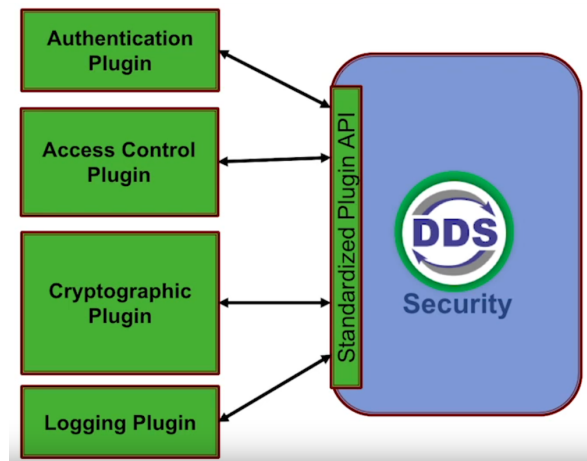 Authentication
Plugin
Access Control
Plugin
Cryptographic
Plugin
Logging Plugin
Standardized Plugin API
DDS
Security